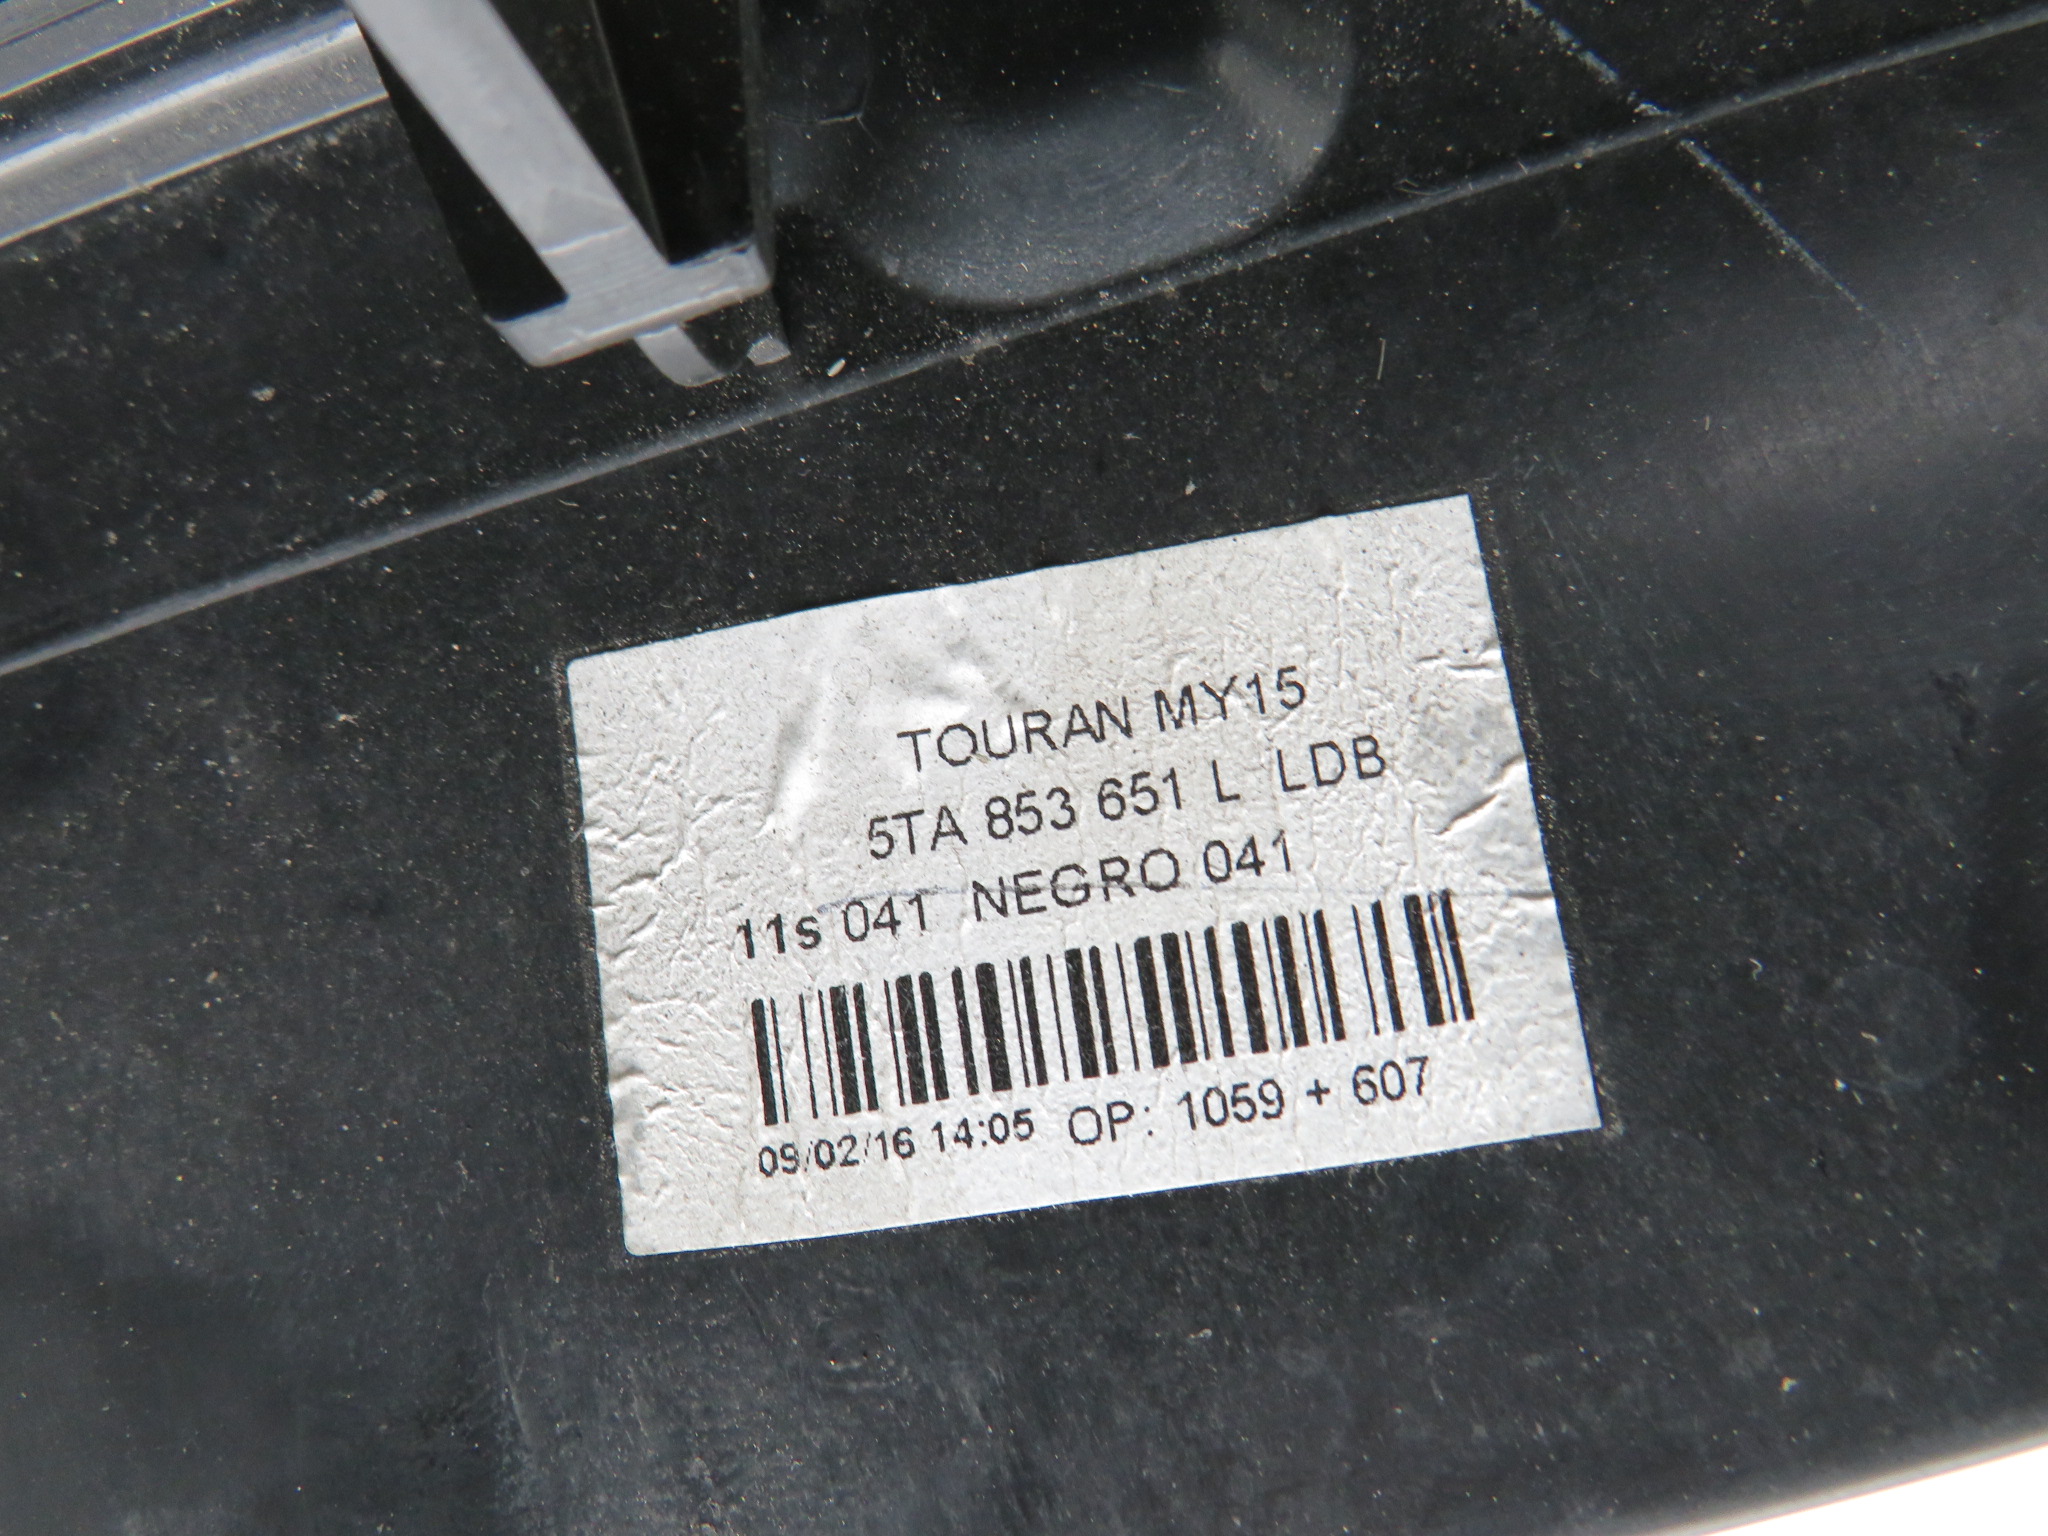 TOURAN MY15
5TA 853 651 L LDB
11s 041 NEGRO 041
09/02/16 14:05 OP: 1059 + 607